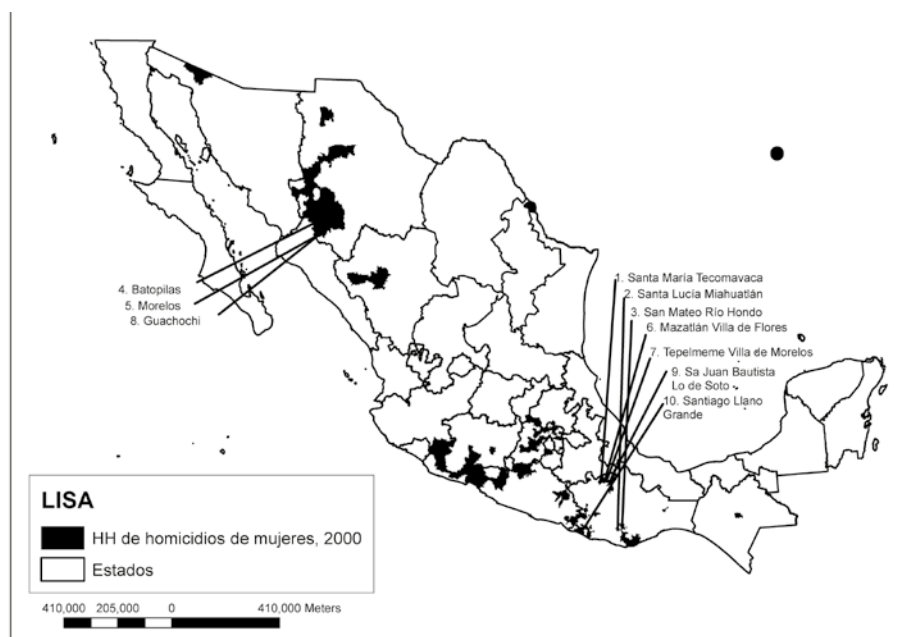 4. Batopilas
5. Morelos
8. Guachochi
1. Santa María Tecomavaca
2. Santa Lucía Miahuatlán
3. San Mateo Río Hondo
6. Mazatlán Villa de Flores
7. Tepelmeme Villa de Morelos
9. Sa Juan Bautista
Lo de Soto
10. Santiago Llano
Grande
LISA
HH de homicidios de mujeres, 2000
Estados
410,000 205,000 0 410,000 Meters